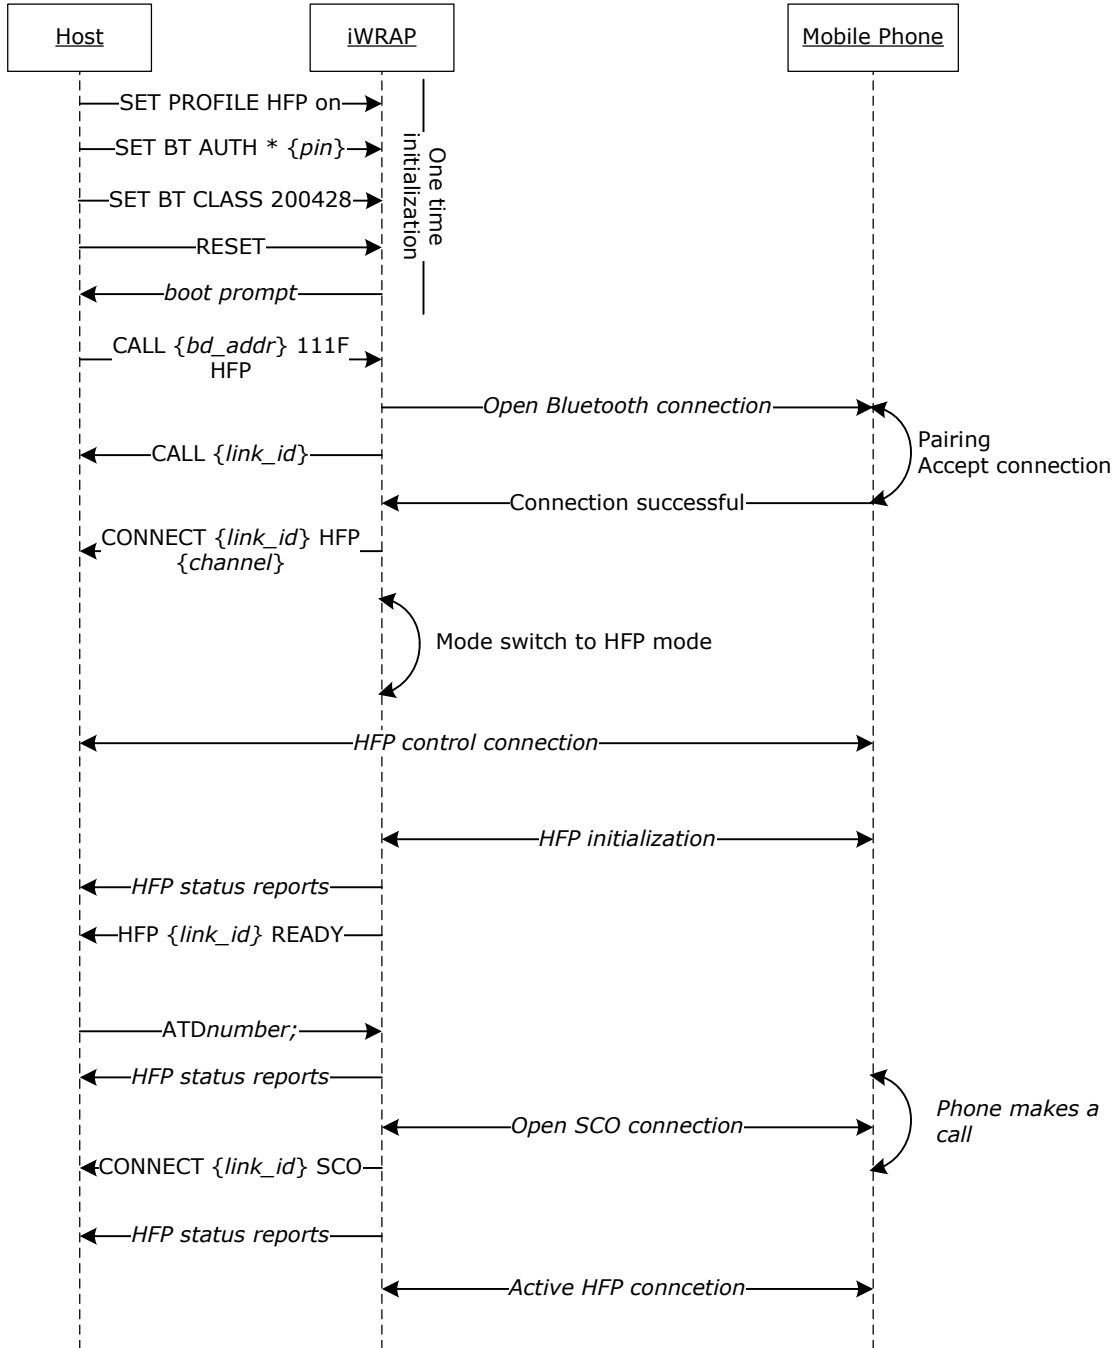 Host
iWRAP
Mobile Phone
SET PROFILE HFP on
SET BT AUTH * {pin}
SET BT CLASS 200428
RESET
boot prompt
One time
initialization
CALL {bd_addr} 111F
HFP
Open Bluetooth connection
CALL {link_id}
Pairing
Accept connection
Connection successful
CONNECT {link_id} HFP
{channel}
Mode switch to HFP mode
HFP control connection
HFP initialization
HFP status reports
HFP {link_id} READY
ATDnumber;
HFP status reports
Phone makes a
call
Open SCO connection
CONNECT {link_id} SCO
HFP status reports
Active HFP conncetion